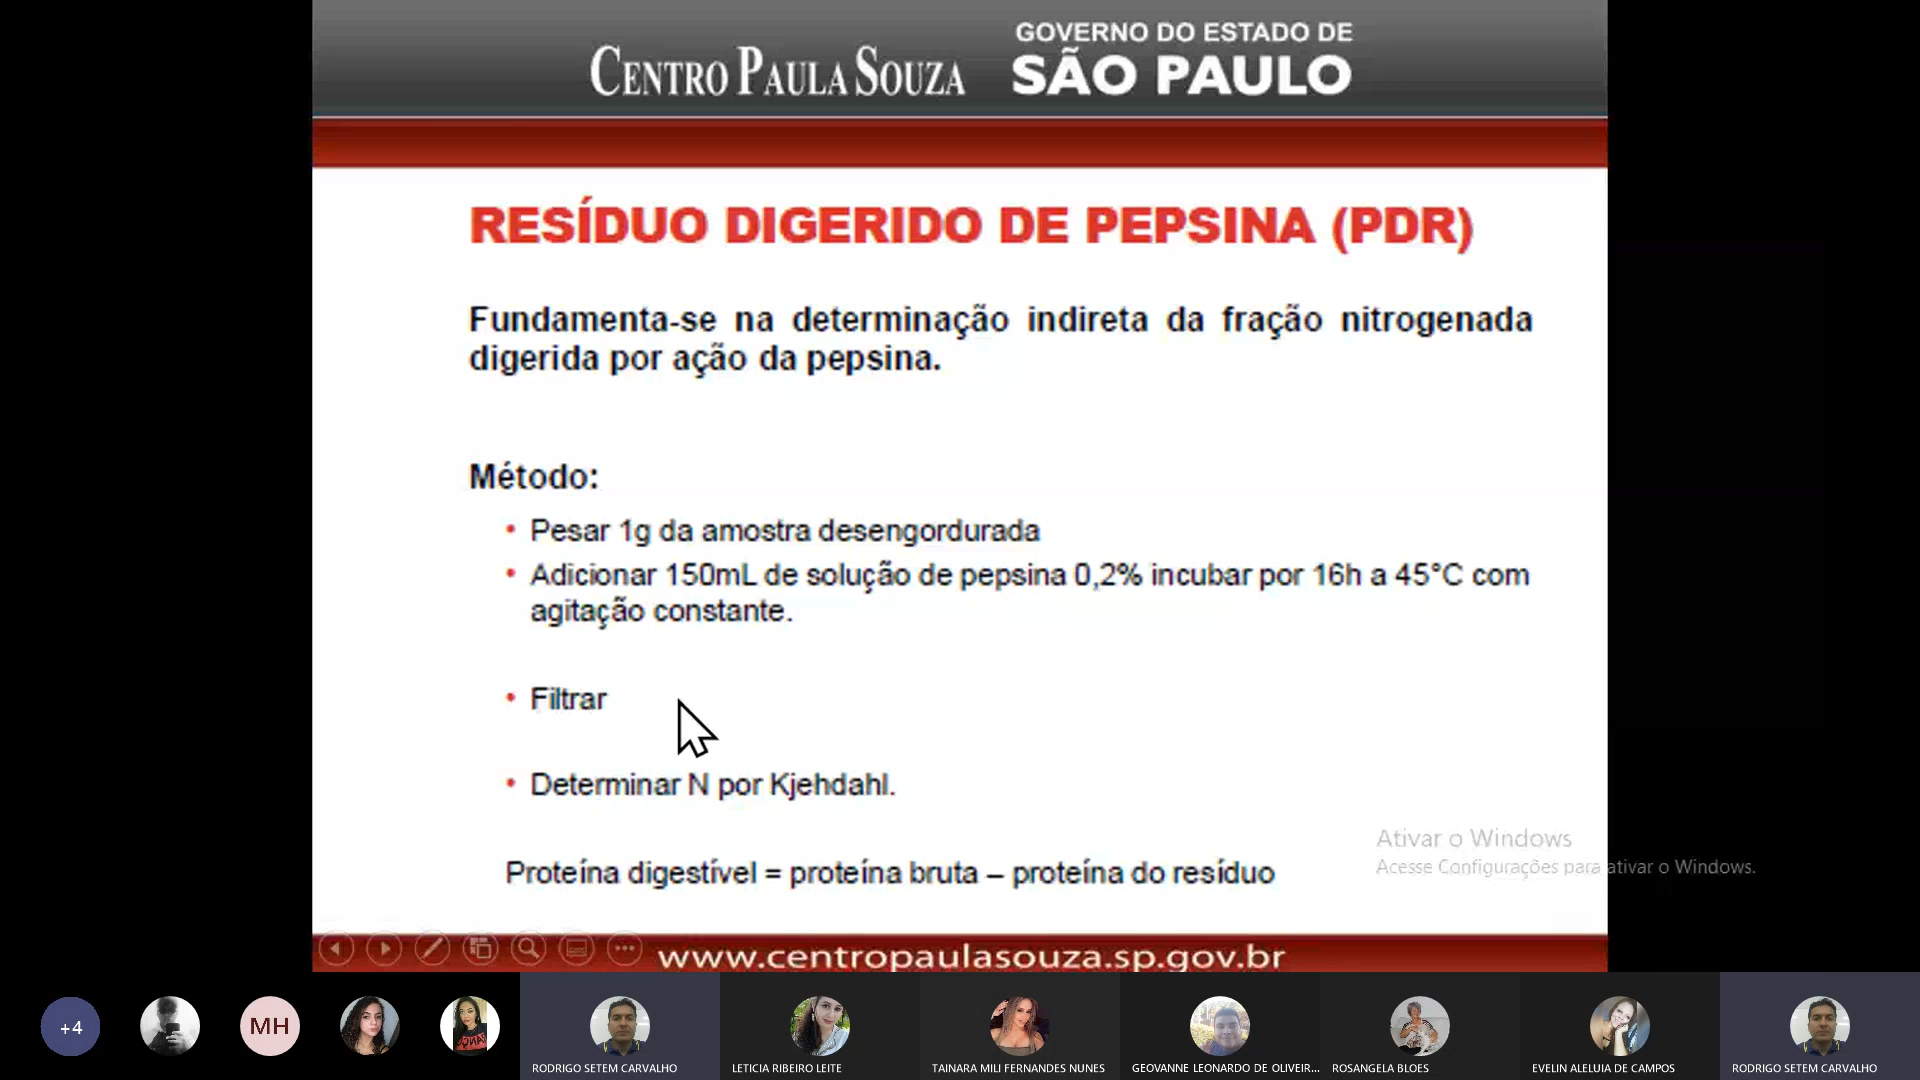 CENTRO PAULA SOUZA
GOVERNO DO ESTADO DE
SÃO PAULO
RESÍDUO DIGERIDO DE PEPSINA (PDR)
Fundamenta-se na determinação indireta da fração nitrogenada
digerida por ação da pepsina.
Método:
• Pesar 1g da amostra desengordurada
• Adicionar 150mL de solução de pepsina 0,2% incubar por 16h a 45°C com
agitação constante.
• Filtrar
• Determinar N por Kjehdahl.
Proteína digestível = proteína bruta – proteína do resíduo
Ativar o Windows
Acesse Configurações para ativar o Windows.
www.centropaulasouza.sp.gov.br
+4
MH
RODRIGO SETEM CARVALHO
LETICIA RIBEIRO LEITE
TAINARA MILI FERNANDES NUNES
GEOVANNE LEONARDO DE OLIVEIR...
ROSANGELA BLOES
EVELIN ALELUIA DE CAMPOS
RODRIGO SETEM CARVALHO